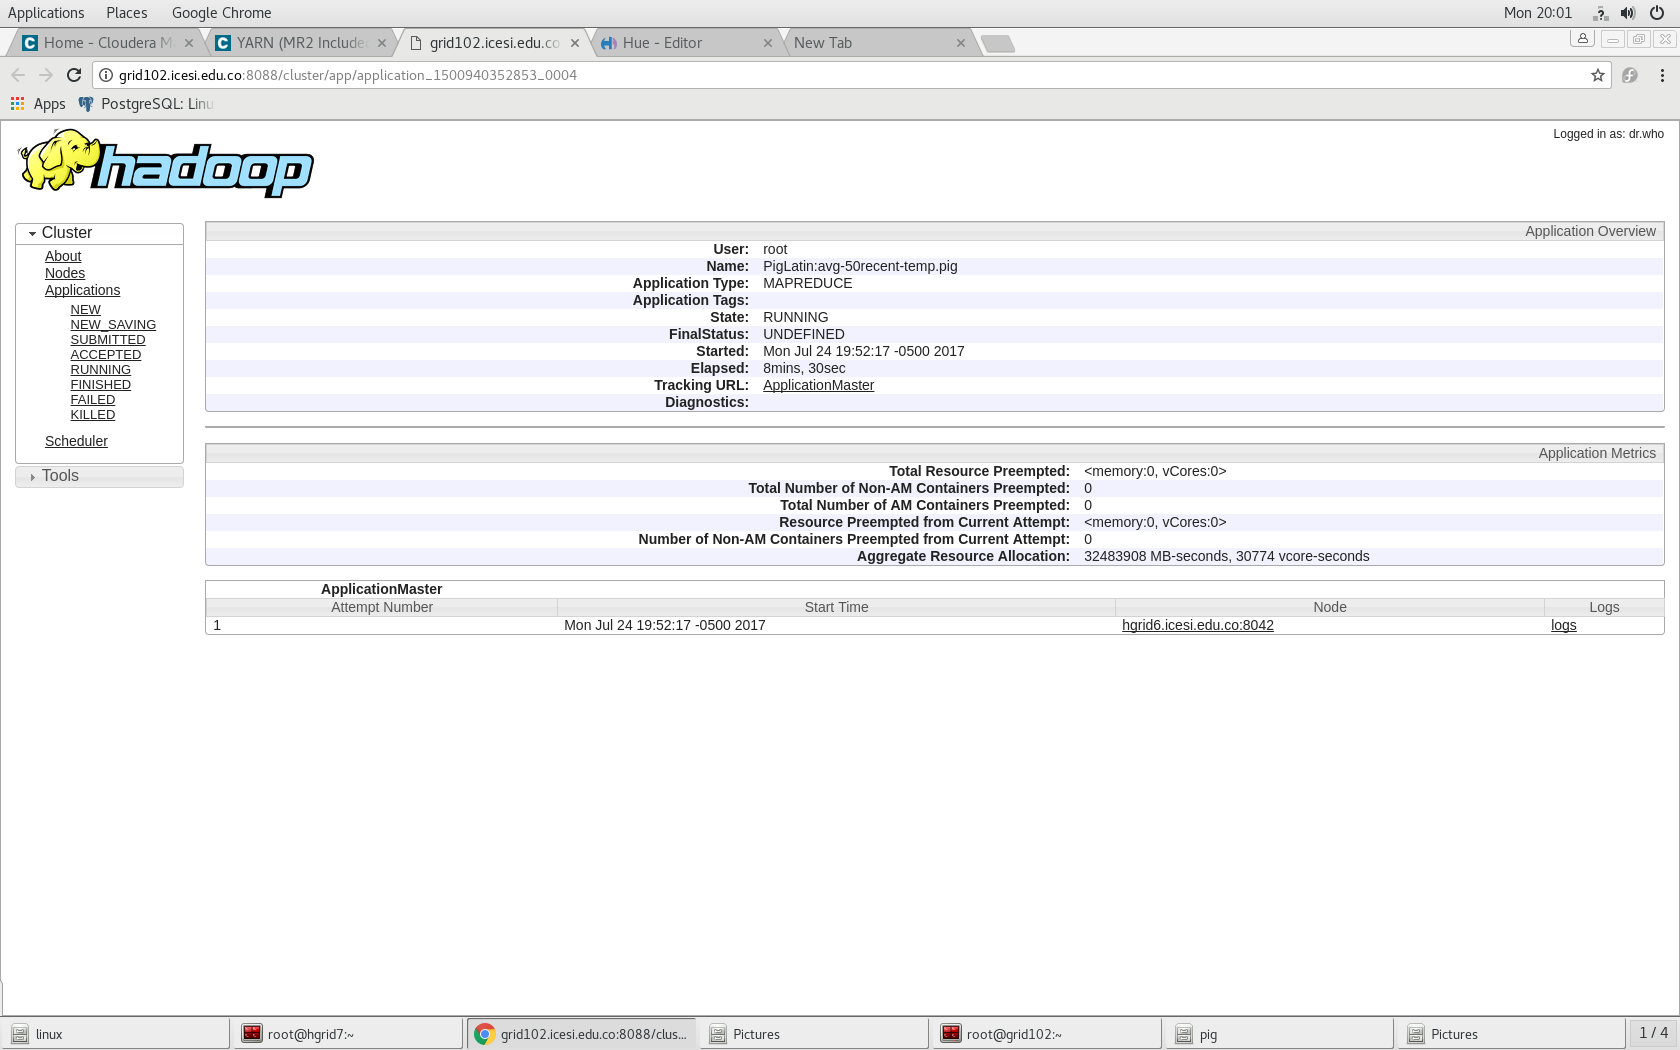 Applications Places Google Chrome Mon 20:01
Home - Cloudera M YARN (MR2 Include grid102.icesi.edu.co Hue - Editor New Tab
grid102.icesi.edu.co:8088/cluster/app/application_1500940352853_0004
Apps PostgreSQL: Linu
Logged in as: dr.who
hadoop
Cluster
About
Nodes
Applications
NEW
NEW_SAVING
SUBMITTED
ACCEPTED
RUNNING
FINISHED
FAILED
KILLED
Scheduler
Tools
Application Overview
User: root
Name: PigLatin:avg-50recent-temp.pig
Application Type: MAPREDUCE
Application Tags:
State: RUNNING
FinalStatus: UNDEFINED
Started: Mon Jul 24 19:52:17 -0500 2017
Elapsed: 8mins, 30sec
Tracking URL: ApplicationMaster
Diagnostics:
Application Metrics
Total Resource Preempted: <memory:0, vCores:0>
Total Number of Non-AM Containers Preempted: 0
Total Number of AM Containers Preempted: 0
Resource Preempted from Current Attempt: <memory:0, vCores:0>
Number of Non-AM Containers Preempted from Current Attempt: 0
Aggregate Resource Allocation: 32483908 MB-seconds, 30774 vcore-seconds
ApplicationMaster
Attempt Number Start Time Node Logs
1 Mon Jul 24 19:52:17 -0500 2017 hgrid6.icesi.edu.co:8042 logs
linux root@hgrid7:~ grid102.icesi.edu.co:8088/clus... Pictures root@grid102:~ pig Pictures 1 / 4